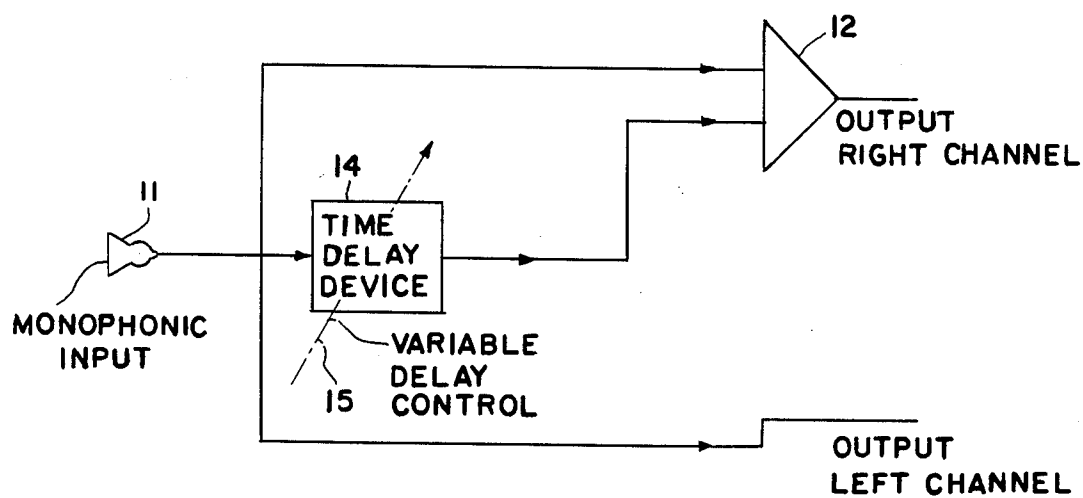 12
OUTPUT
RIGHT CHANNEL
14
TIME
DELAY
DEVICE
11
MONOPHONIC
INPUT
VARIABLE
DELAY
CONTROL
15
OUTPUT
LEFT CHANNEL